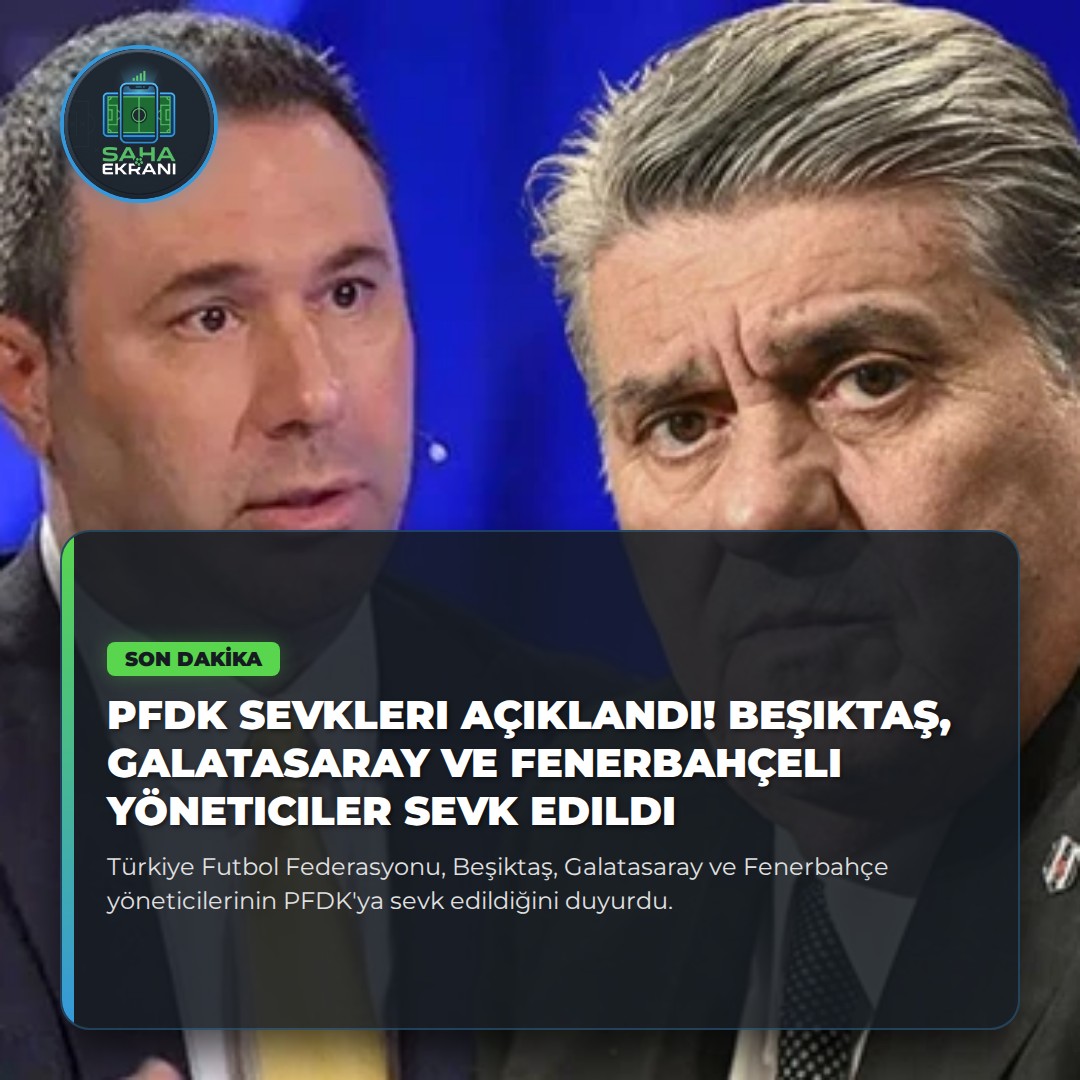 SAHA
EKRANI
SON DAKİKA
PFDK SEVKLERI AÇIKLANDI! BEŞIKTAŞ,
GALATASARAY VE FENERBAHÇELI
YÖNETICILER SEVK EDILDI
Türkiye Futbol Federasyonu, Beşiktaş, Galatasaray ve Fenerbahçe
yöneticilerinin PFDK'ya sevk edildiğini duyurdu.